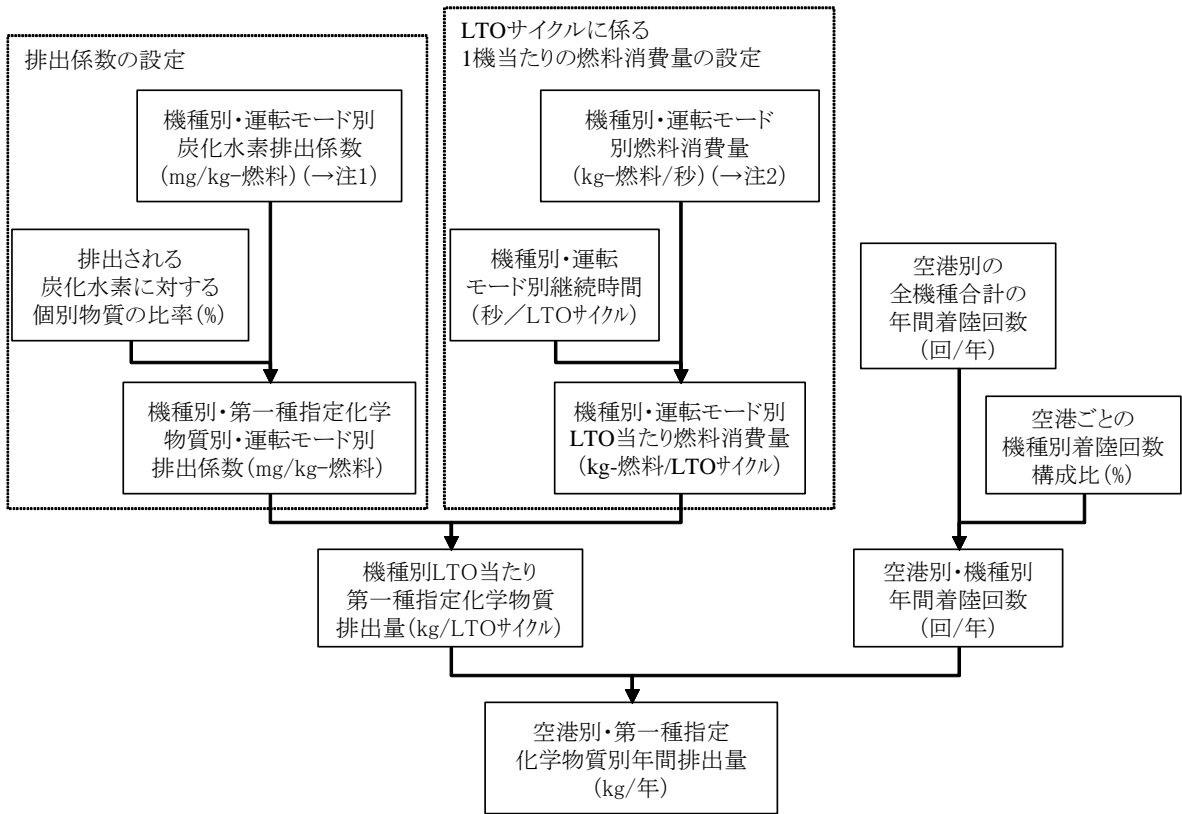 排出係数の設定
機種別・運転モード別
炭化水素排出係数
(mg/kg-燃料)(→注1)
排出される
炭化水素に対する
個別物質の比率(%)
機種別・第一種指定化学
物質別・運転モード別
排出係数(mg/kg-燃料)
LTOサイクルに係る
1機当たりの燃料消費量の設定
機種別・運転モード
別燃料消費量
(kg-燃料/秒)(→注2)
機種別・運転
モード別継続時間
(秒／LTOサイクル)
機種別・運転モード別
LTO当たり燃料消費量
(kg-燃料/LTOサイクル)
空港別の
全機種合計の
年間着陸回数
(回/年)
空港ごとの
機種別着陸回数
構成比(%)
機種別LTO当たり
第一種指定化学物質
排出量(kg/LTOサイクル)
空港別・機種別
年間着陸回数
(回/年)
空港別・第一種指定
化学物質別年間排出量
(kg/年)